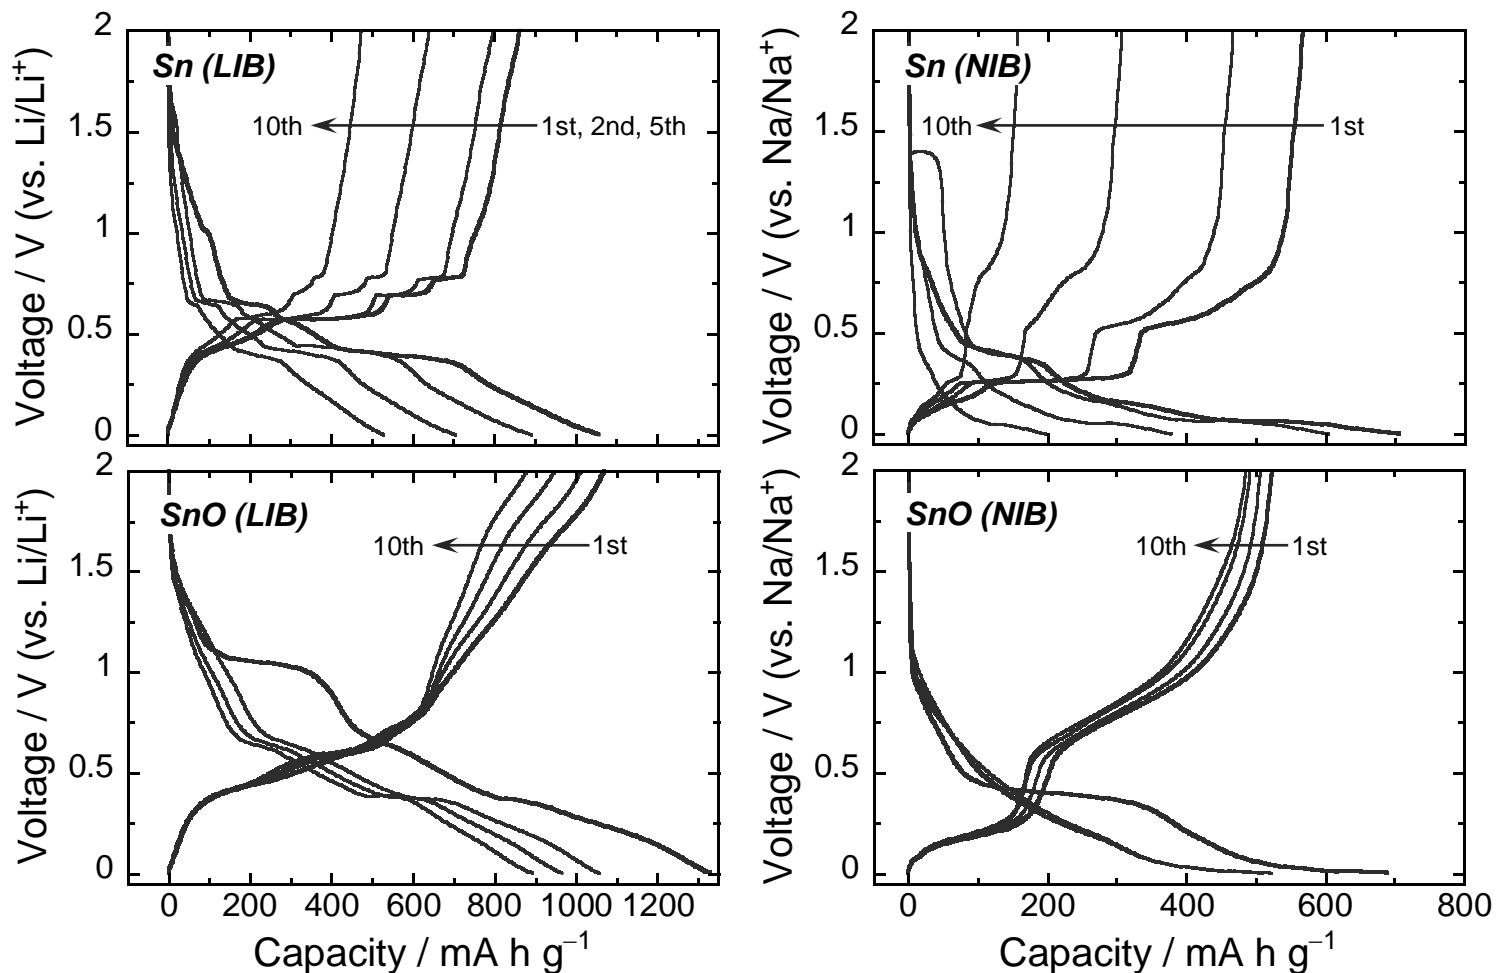 2
1.5
1
0.5
0
Voltage / V (vs. Li/Li⁺)
Sn (LIB)
10th
1st, 2nd, 5th
2
1.5
1
0.5
0
Voltage / V (vs. Na/Na⁺)
Sn (NIB)
10th
1st
2
1.5
1
0.5
0
Voltage / V (vs. Li/Li⁺)
SnO (LIB)
10th
1st
0 200 400 600 800 1000 1200
Capacity / mA h g⁻¹
2
1.5
1
0.5
0
Voltage / V (vs. Na/Na⁺)
SnO (NIB)
10th
1st
0 200 400 600 800
Capacity / mA h g⁻¹